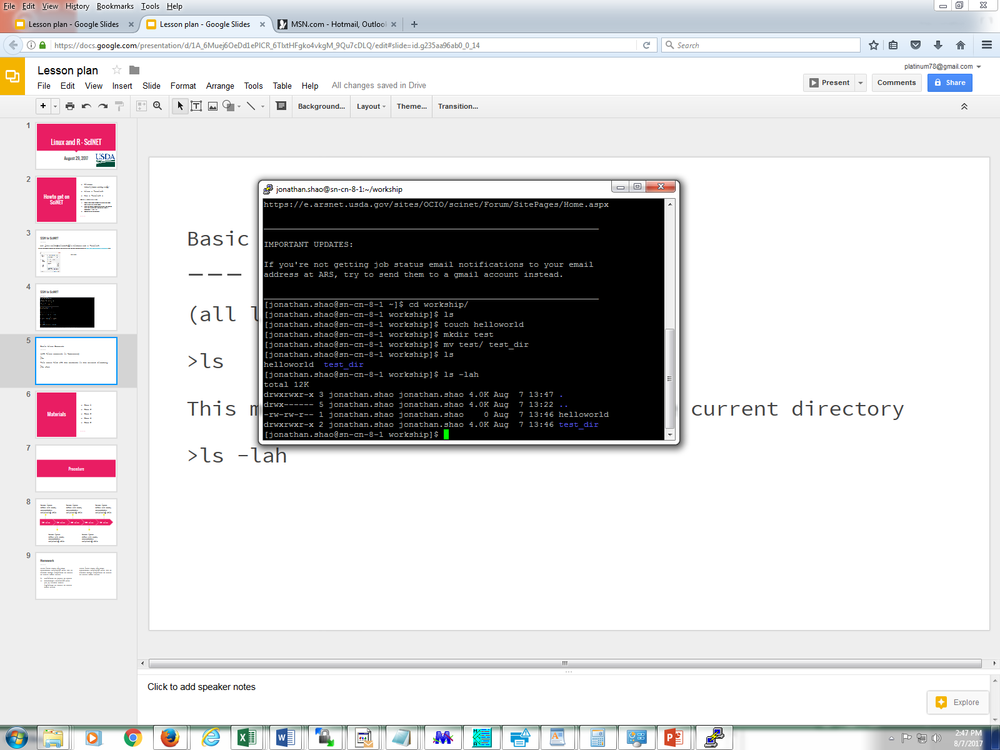 File Edit View History Bookmarks Tools Help
Lesson plan - Google Slides
Lesson plan - Google Slides
MSN.com - Hotmail, Outlool
https://docs.google.com/presentation/d/1A_6Muej6OeDd1ePICR_6TlxtHFgko4vkgM_9Qu7cDLQ/edit#slide=id.g235aa96ab0_0_14
Search
Lesson plan
platinum78@gmail.com
File Edit View Insert Slide Format Arrange Tools Table Help All changes saved in Drive
Present Comments Share
Background... Layout Theme... Transition...
1
Linux and R - SciNET
August 29, 2017
USDA
2
How to get on
SciNET
3
SSH to SciNET
4
SSH to SciNET
5
6
Materials
7
Procedure
8
9
Homework
Basic
---
(all l
>ls
This m
current directory
>ls -lah
jonathan.shao@sn-cn-8-1:~/workship
https://e.arsnet.usda.gov/sites/OCIO/scinet/Forum/SitePages/Home.aspx
IMPORTANT UPDATES:
If you're not getting job status email notifications to your email
address at ARS, try to send them to a gmail account instead.
[jonathan.shao@sn-cn-8-1 ~]$ cd workship/
[jonathan.shao@sn-cn-8-1 workship]$ ls
[jonathan.shao@sn-cn-8-1 workship]$ touch helloworld
[jonathan.shao@sn-cn-8-1 workship]$ mkdir test
[jonathan.shao@sn-cn-8-1 workship]$ mv test/ test_dir
[jonathan.shao@sn-cn-8-1 workship]$ ls
helloworld  test_dir
[jonathan.shao@sn-cn-8-1 workship]$ ls -lah
total 12K
drwxrwxr-x 3 jonathan.shao jonathan.shao 4.0K Aug  7 13:47 .
drwx------ 5 jonathan.shao jonathan.shao 4.0K Aug  7 13:22 ..
-rw-rw-r-- 1 jonathan.shao jonathan.shao    0 Aug  7 13:46 helloworld
drwxrwxr-x 2 jonathan.shao jonathan.shao 4.0K Aug  7 13:46 test_dir
[jonathan.shao@sn-cn-8-1 workship]$
Click to add speaker notes
Explore
2:47 PM
8/7/2017